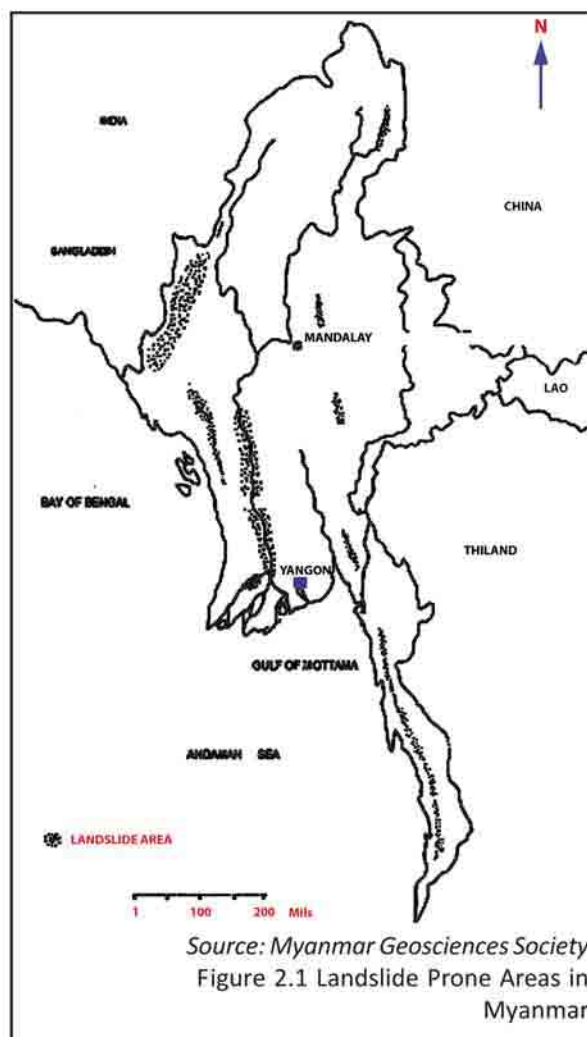 N
INDIA
CHINA
BANGLADDIN
MANDALAY
LAO
BAY OF BENGAL
THILAND
YANGON
GULF OF MOTTAMA
ANDAMAN SEA
LANDSLIDE AREA
1 100 200 Mils
Source: Myanmar Geosciences Society
Figure 2.1 Landslide Prone Areas in
Myanmar